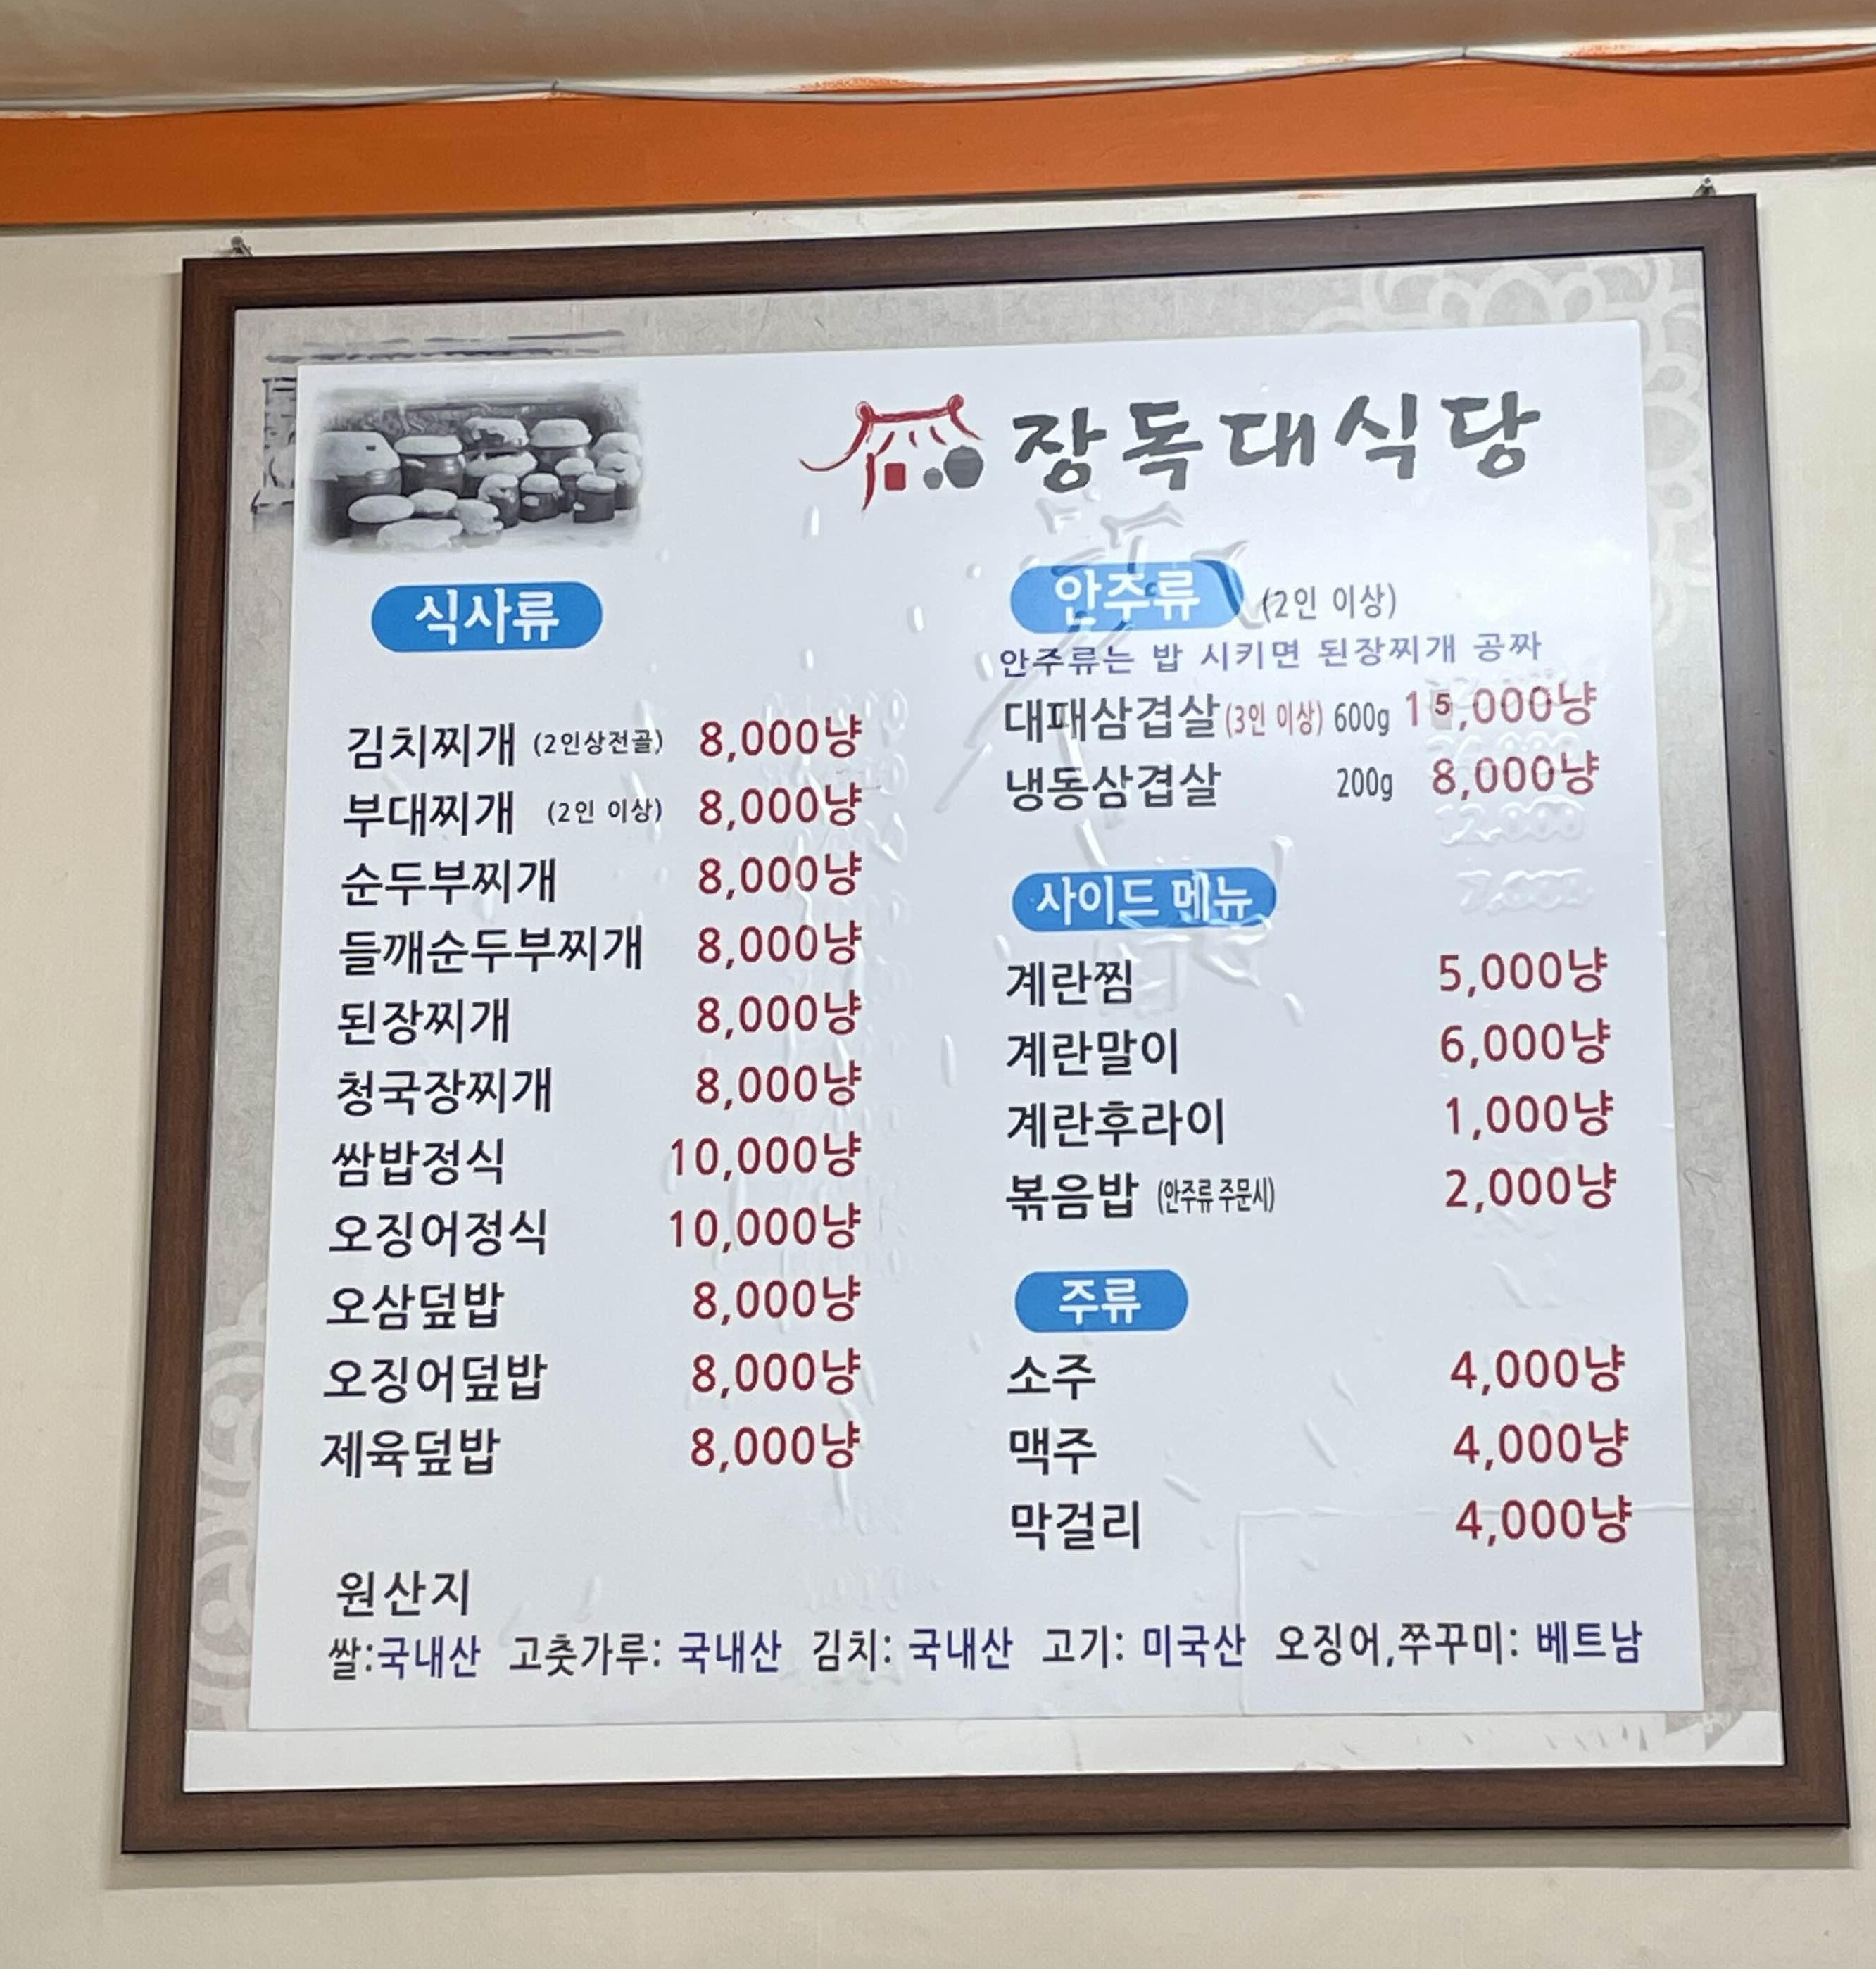 장독대식당
식사류
김치찌개 (2인상전골) 8,000냥
부대찌개 (2인 이상) 8,000냥
순두부찌개 8,000냥
들깨순두부찌개 8,000냥
된장찌개 8,000냥
청국장찌개 8,000냥
쌈밥정식 10,000냥
오징어정식 10,000냥
오삼덮밥 8,000냥
오징어덮밥 8,000냥
제육덮밥 8,000냥
안주류 (2인 이상)
안주류는 밥 시키면 된장찌개 공짜
대패삼겹살(3인 이상) 600g 15,000냥
냉동삼겹살 200g 8,000냥
사이드 메뉴
계란찜 5,000냥
계란말이 6,000냥
계란후라이 1,000냥
볶음밥 (안주류 주문시) 2,000냥
주류
소주 4,000냥
맥주 4,000냥
막걸리 4,000냥
원산지
쌀:국내산 고춧가루: 국내산 김치: 국내산 고기: 미국산 오징어,쭈꾸미: 베트남